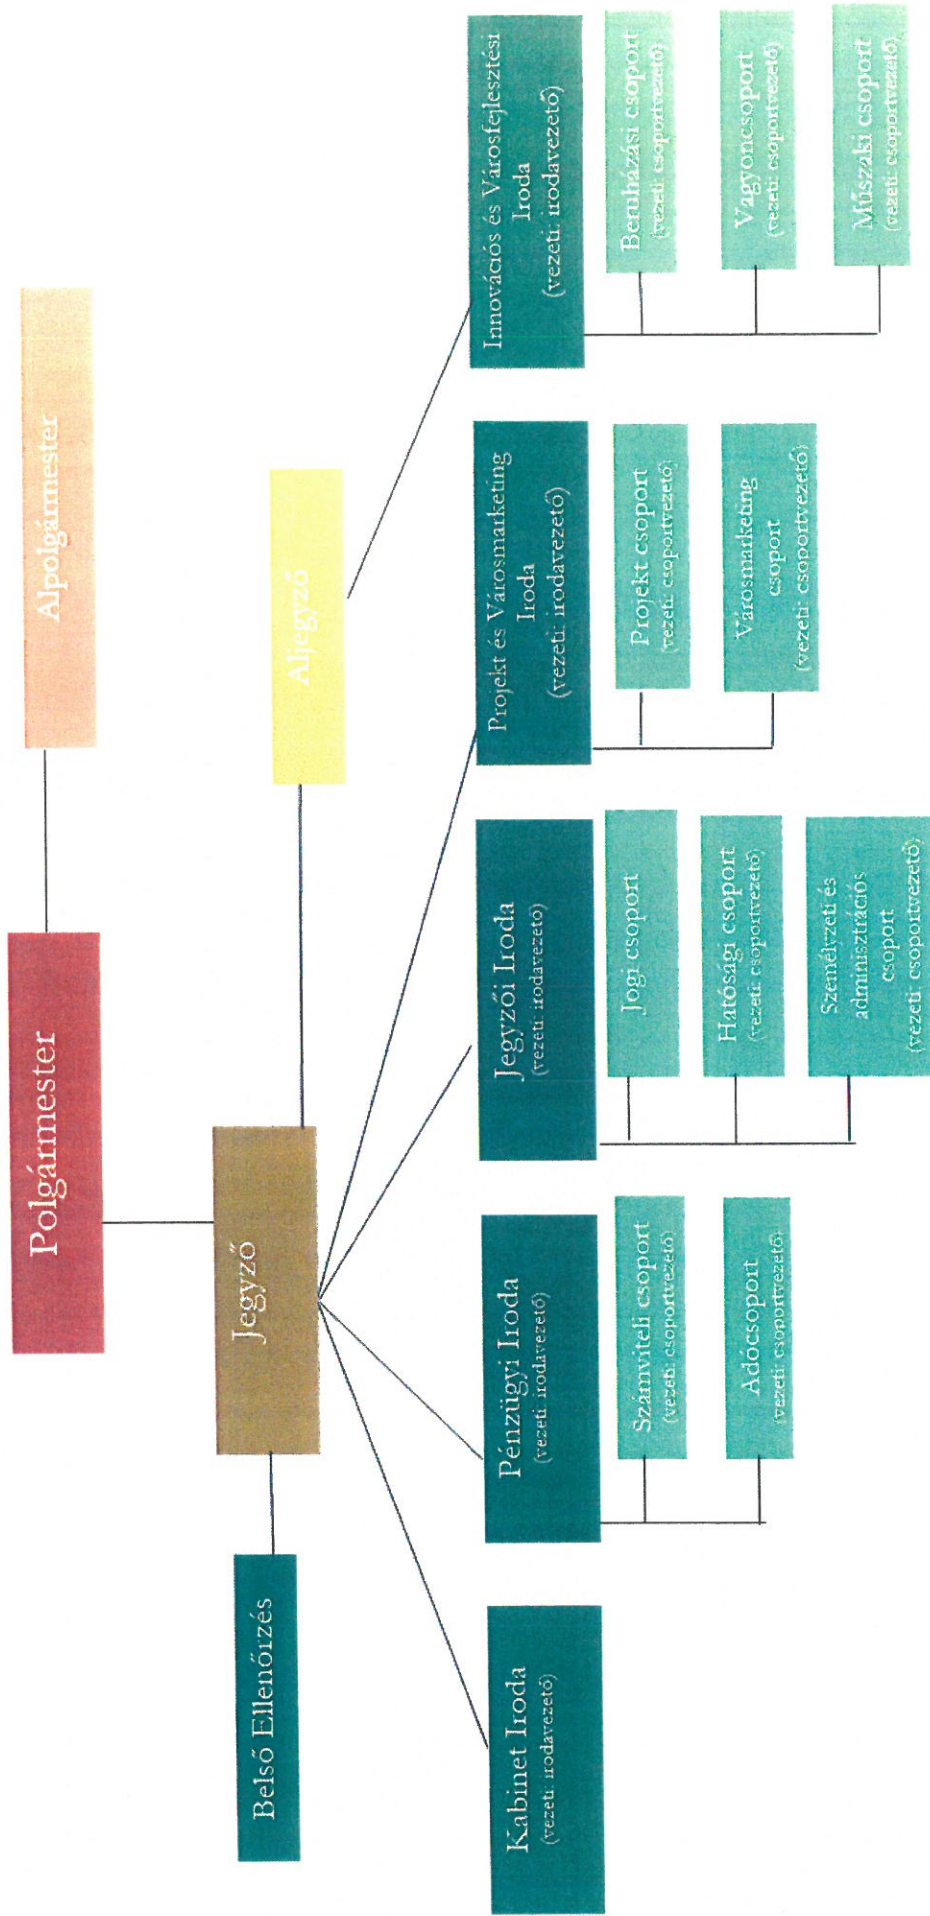 Polgármester
Alpolgármester
Belső Ellenőrzés
Jegyző
Aljegyző
Kabinet Iroda
(vezeti: irodavezető)
Pénzügyi Iroda
(vezeti: irodavezető)
Számviteli csoport
(vezeti: csoportvezető)
Adócsoport
(vezeti: csoportvezető)
Jegyzői Iroda
(vezeti: irodavezető)
Jogi csoport
Hatósági csoport
(vezeti: csoportvezető)
Személyzeti és
adminisztrációs
csoport
(vezeti: csoportvezető)
Projekt és Városmarketing
Iroda
(vezeti: irodavezető)
Projekt csoport
(vezeti: csoportvezető)
Városmarketing
csoport
(vezeti: csoportvezető)
Innovációs és Városfejlesztési
Iroda
(vezeti: irodavezető)
Beruházási csoport
(vezeti: csoportvezető)
Vagyoncsoport
(vezeti: csoportvezető)
Műszaki csoport
(vezeti: csoportvezető)